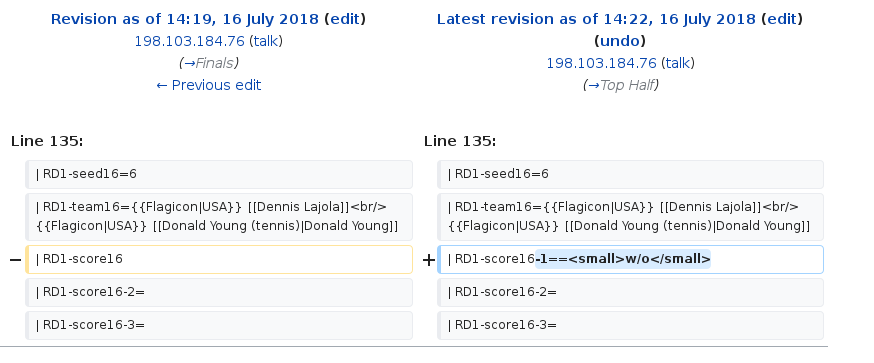 Revision as of 14:19, 16 July 2018 (edit)
198.103.184.76 (talk)
(→Finals)
← Previous edit
Latest revision as of 14:22, 16 July 2018 (edit)
(undo)
198.103.184.76 (talk)
(→Top Half)
Line 135:
Line 135:
| RD1-seed16=6
| RD1-seed16=6
| RD1-team16={{Flagicon|USA}} [[Dennis Lajola]]<br/>
{{Flagicon|USA}} [[Donald Young (tennis)|Donald Young]]
| RD1-team16={{Flagicon|USA}} [[Dennis Lajola]]<br/>
{{Flagicon|USA}} [[Donald Young (tennis)|Donald Young]]
− | RD1-score16
+ | RD1-score16-1==<small>w/o</small>
| RD1-score16-2=
| RD1-score16-2=
| RD1-score16-3=
| RD1-score16-3=